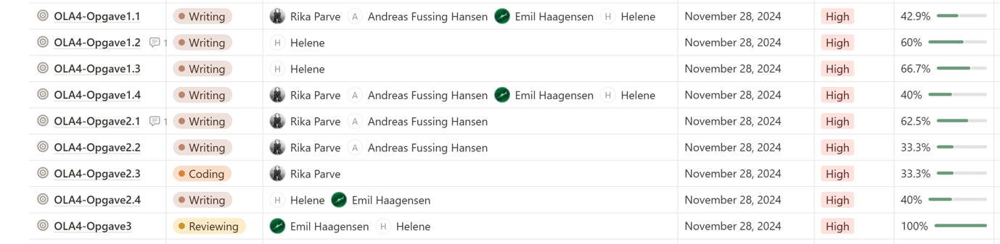 OLA4-Opgave1.1 Writing Rika Parve A Andreas Fussing Hansen Emil Haagensen H Helene November 28, 2024 High 42.9%
OLA4-Opgave1.2 1 Writing H Helene November 28, 2024 High 60%
OLA4-Opgave1.3 Writing H Helene November 28, 2024 High 66.7%
OLA4-Opgave1.4 Writing Rika Parve A Andreas Fussing Hansen Emil Haagensen H Helene November 28, 2024 High 40%
OLA4-Opgave2.1 1 Writing Rika Parve A Andreas Fussing Hansen November 28, 2024 High 62.5%
OLA4-Opgave2.2 Writing Rika Parve A Andreas Fussing Hansen November 28, 2024 High 33.3%
OLA4-Opgave2.3 Coding Rika Parve November 28, 2024 High 33.3%
OLA4-Opgave2.4 Writing H Helene Emil Haagensen November 28, 2024 High 40%
OLA4-Opgave3 Reviewing Emil Haagensen H Helene November 28, 2024 High 100%